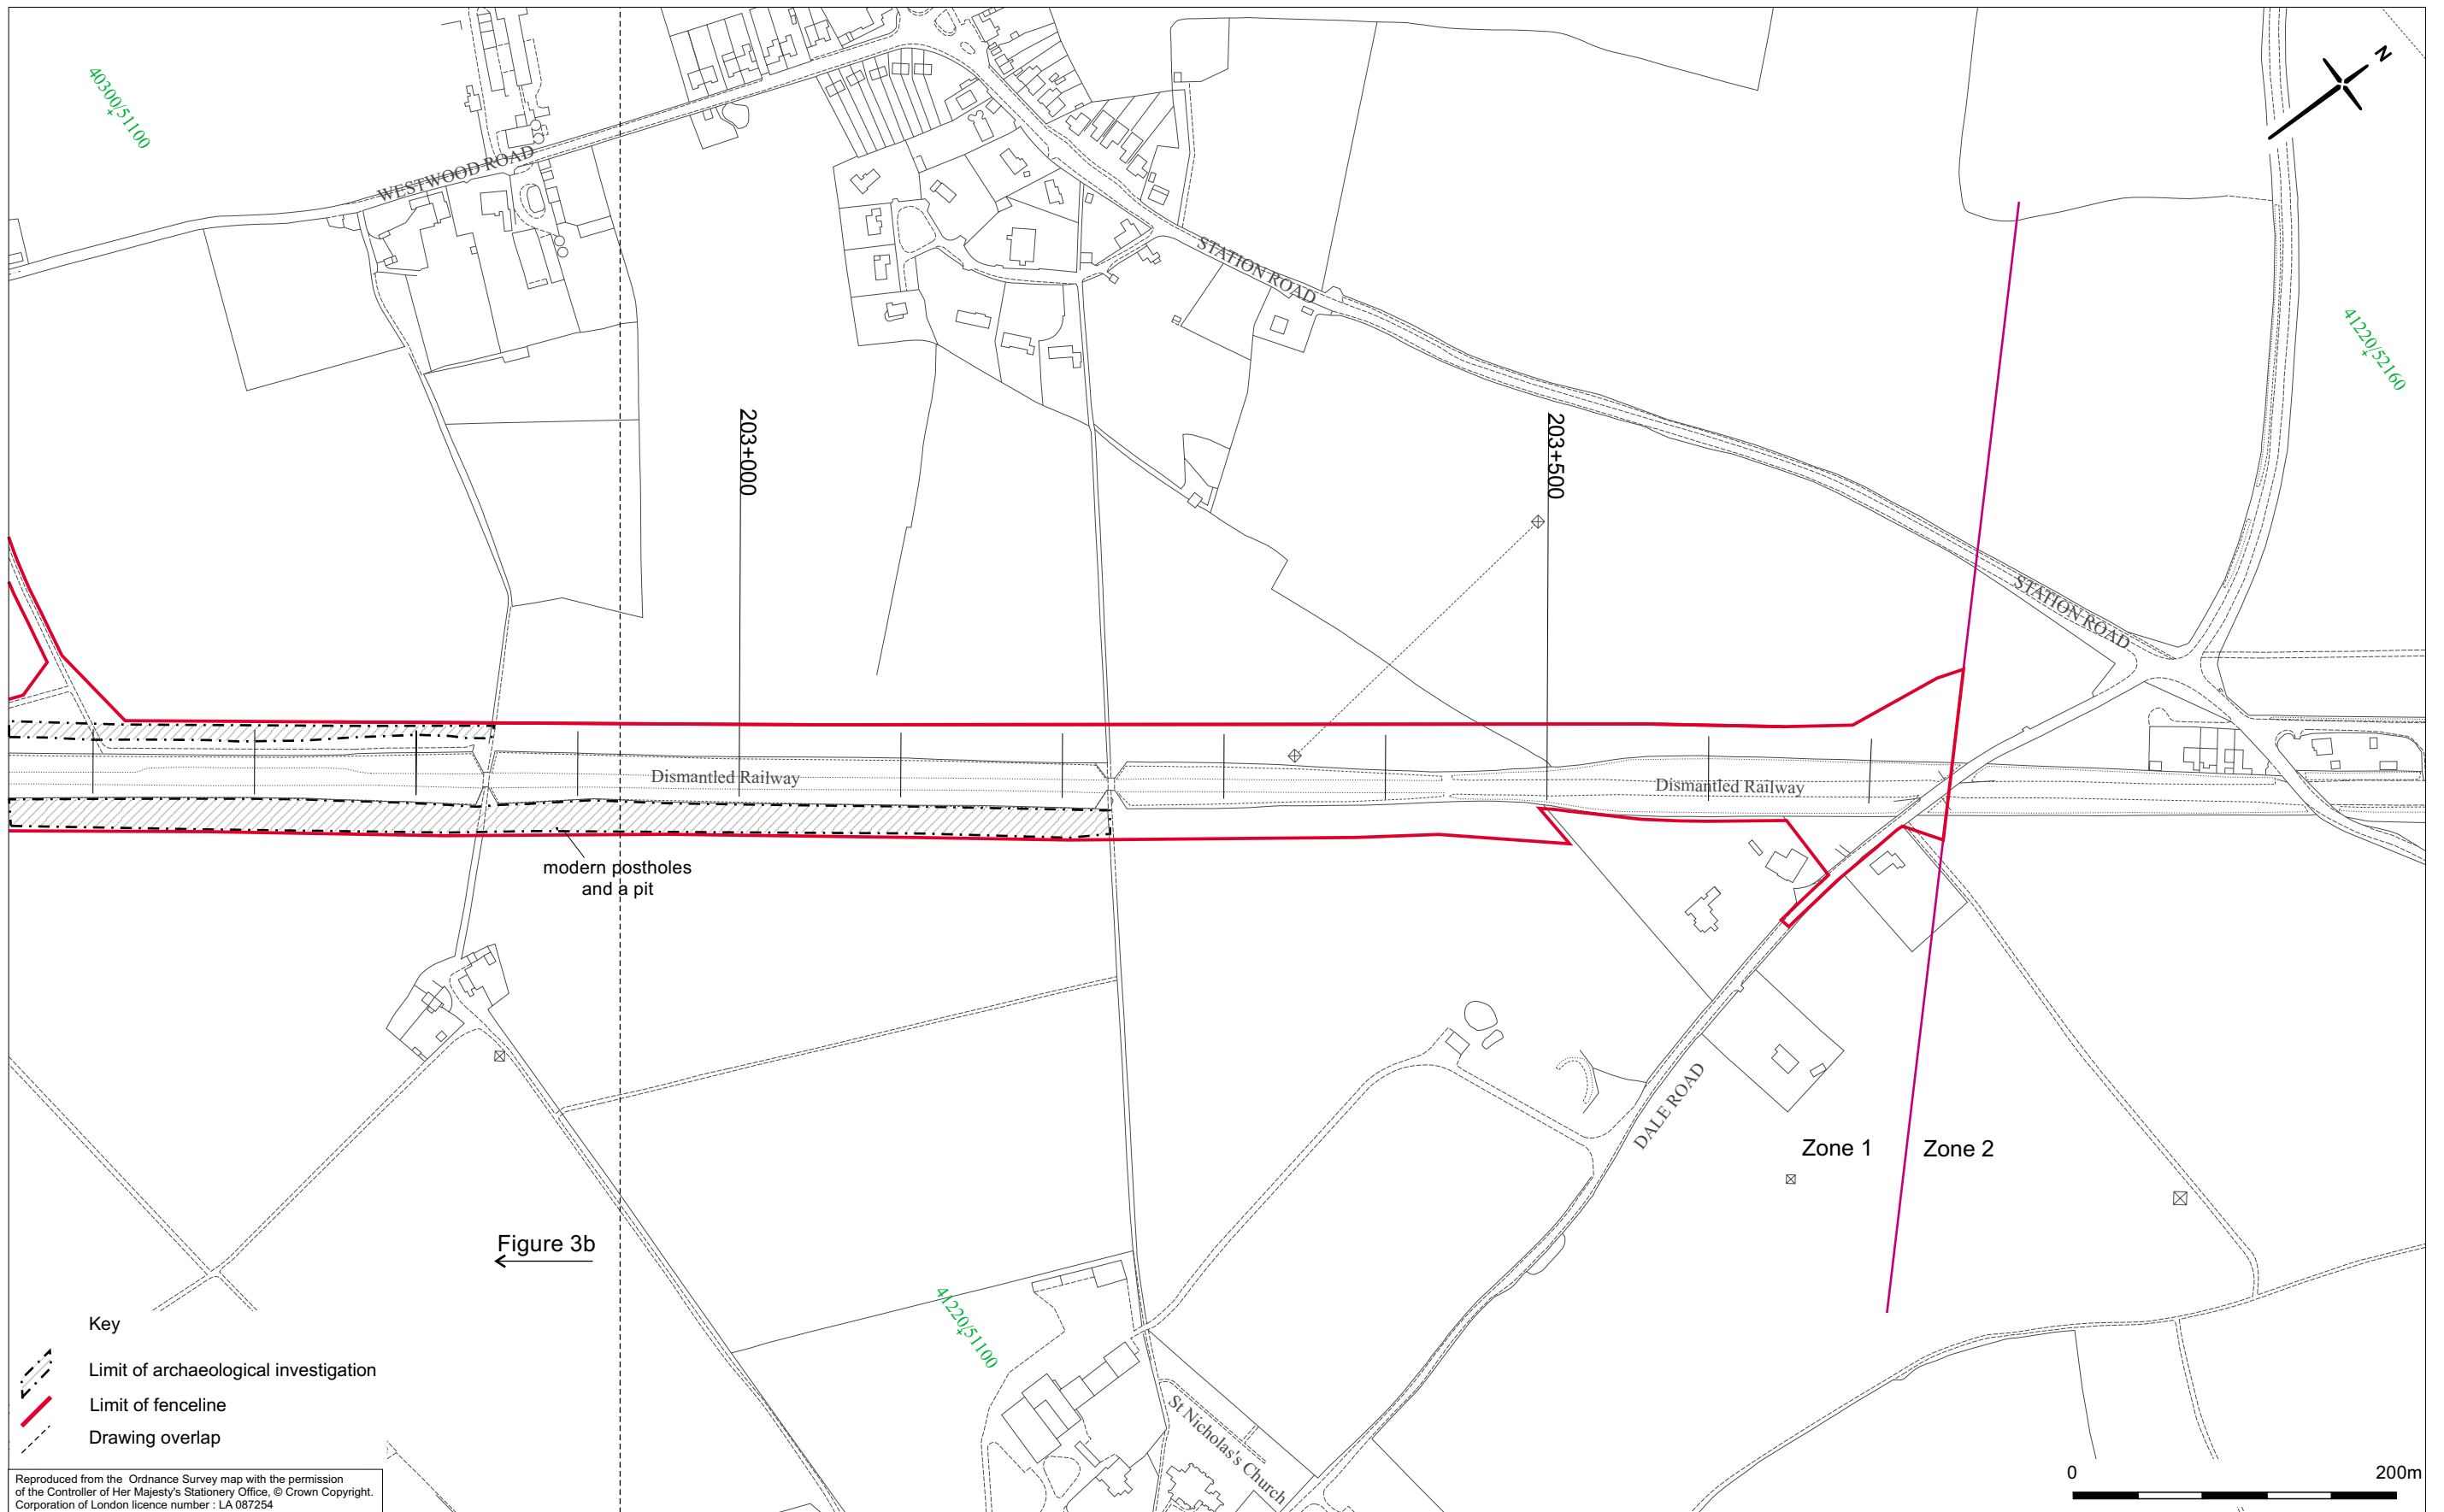 N
40300/51100
WESTWOOD ROAD
STATION ROAD
41220/52160
203+000
203+500
STATION ROAD
Dismantled Railway
Dismantled Railway
modern postholes
and a pit
DALE ROAD
Zone 1
Zone 2
Figure 3b
41220/51100
St Nicholas's Church
Key
Limit of archaeological investigation
Limit of fenceline
Drawing overlap
0
200m
Reproduced from the Ordnance Survey map with the permission
of the Controller of Her Majesty's Stationery Office, © Crown Copyright.
Corporation of London licence number : LA 087254